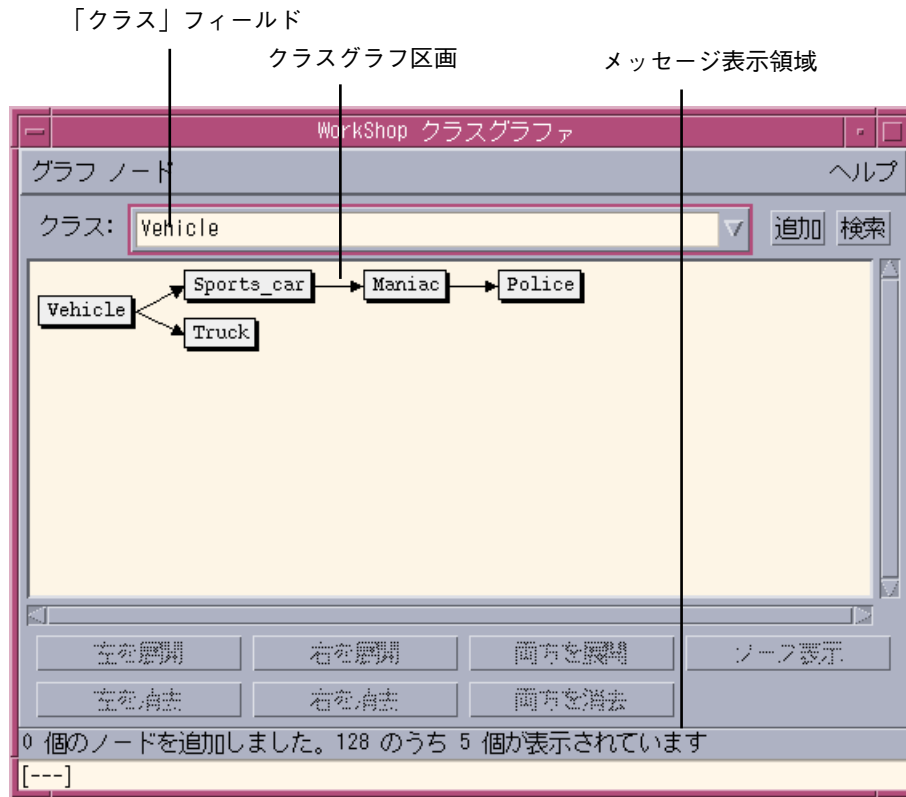 「クラス」フィールド
クラスグラフ区画
メッセージ表示領域
WorkShop クラスグラファ
グラフ ノード ヘルプ
クラス: Vehicle 追加 検索
Sports_car Maniac Police
Vehicle
Truck
左を展開 右を展開 両方を展開 ソース表示
左を消去 右を消去 両方を消去
0 個のノードを追加しました。128 のうち 5 個が表示されています
[---]